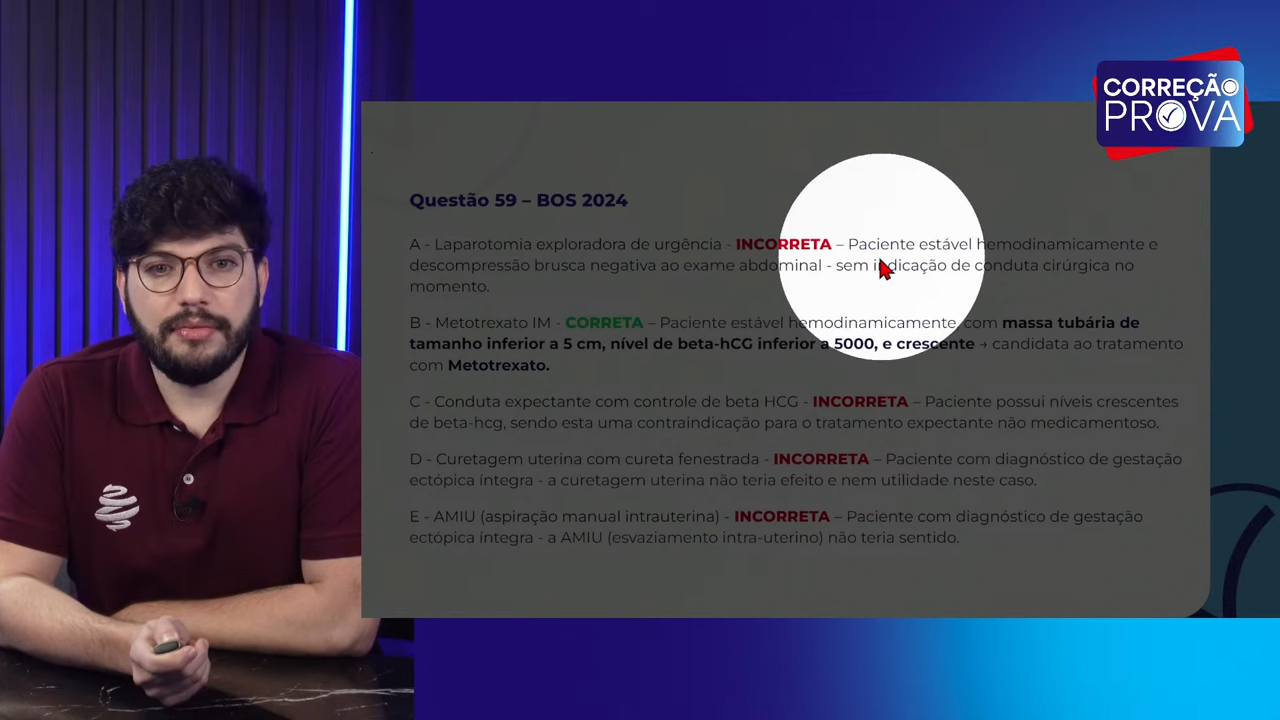 CORREÇÃO
PROVA
Questão 59 – BOS 2024
A - Laparotomia exploradora de urgência - INCORRETA – Paciente estável hemodinamicamente e
descompressão brusca negativa ao exame abdominal - sem indicação de conduta cirúrgica no
momento.
B - Metotrexato IM - CORRETA – Paciente estável hemodinamicamente, com massa tubária de
tamanho inferior a 5 cm, nível de beta-hCG inferior a 5000, e crescente → candidata ao tratamento
com Metotrexato.
C - Conduta expectante com controle de beta HCG - INCORRETA – Paciente possui níveis crescentes
de beta-hcg, sendo esta uma contraindicação para o tratamento expectante não medicamentoso.
D - Curetagem uterina com cureta fenestrada - INCORRETA – Paciente com diagnóstico de gestação
ectópica íntegra - a curetagem uterina não teria efeito e nem utilidade neste caso.
E - AMIU (aspiração manual intrauterina) - INCORRETA – Paciente com diagnóstico de gestação
ectópica íntegra - a AMIU (esvaziamento intra-uterino) não teria sentido.